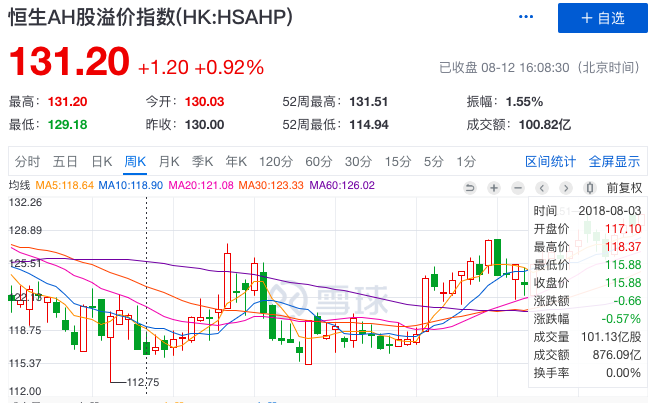 恒生AH股溢价指数(HK:HSAHP)
··· + 自选
131.20 +1.20 +0.92% 已收盘 08-12 16:08:30（北京时间）
最高： 131.20 今开： 130.03 52周最高： 131.51 振幅： 1.55%
最低： 129.18 昨收： 130.00 52周最低： 114.94 成交额： 100.82亿
分时 五日 日K 周K 月K 季K 年K 120分 60分 30分 15分 5分 1分 区间统计 全屏显示
均线 MA5:118.64 MA10:118.90 MA20:121.08 MA30:123.33 MA60:126.02 前复权
132.26
128.89
125.51
122.13
118.75
115.37
112.00
112.75
雪球
时间 2018-08-03
开盘价 117.10
最高价 118.37
最低价 115.88
收盘价 115.88
涨跌额 -0.66
涨跌幅 -0.57%
成交量 101.13亿股
成交额 876.09亿
换手率 0.00%